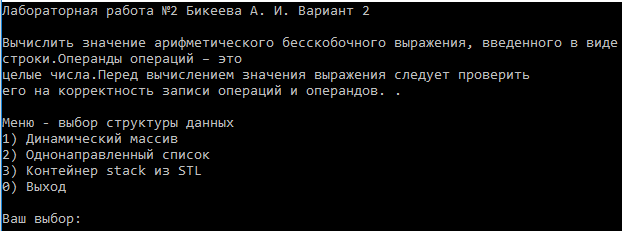 Лабораторная работа №2 Бикеева А. И. Вариант 2
Вычислить значение арифметического бесскобочного выражения, введенного в виде
строки.Операнды операций – это
целые числа.Перед вычислением значения выражения следует проверить
его на корректность записи операций и операндов. .
Меню - выбор структуры данных
1) Динамический массив
2) Однонаправленный список
3) Контейнер stack из STL
0) Выход
Ваш выбор: